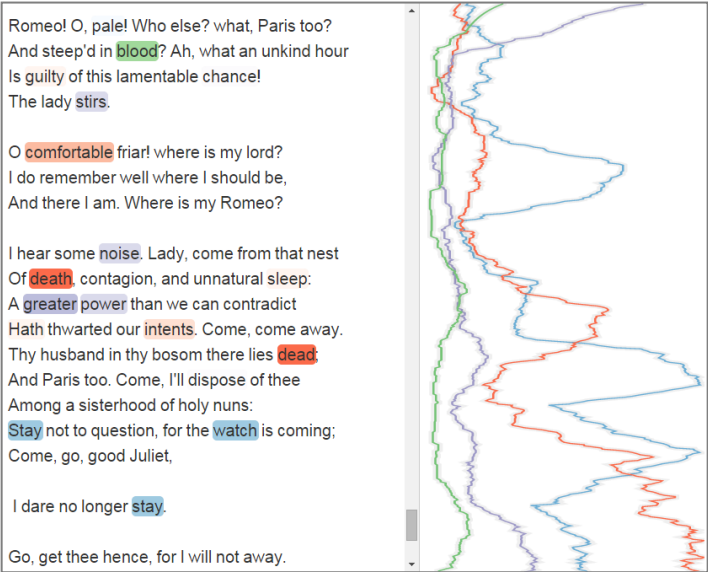 Romeo! O, pale! Who else? what, Paris too?
And steep'd in blood? Ah, what an unkind hour
Is guilty of this lamentable chance!
The lady stirs.
O comfortable friar! where is my lord?
I do remember well where I should be,
And there I am. Where is my Romeo?
I hear some noise. Lady, come from that nest
Of death, contagion, and unnatural sleep:
A greater power than we can contradict
Hath thwarted our intents. Come, come away.
Thy husband in thy bosom there lies dead;
And Paris too. Come, I'll dispose of thee
Among a sisterhood of holy nuns:
Stay not to question, for the watch is coming;
Come, go, good Juliet,
I dare no longer stay.
Go, get thee hence, for I will not away.